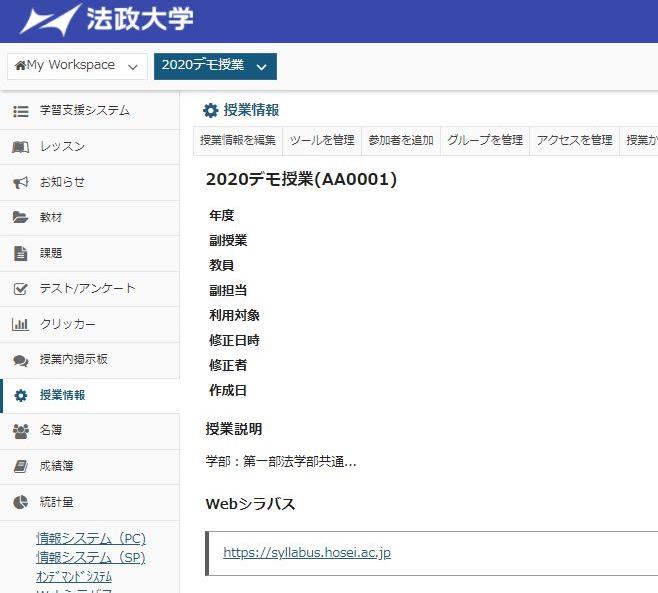 法政大学
My Workspace
2020デモ授業
学習支援システム
レッスン
お知らせ
教材
課題
テスト/アンケート
クリッカー
授業内掲示板
授業情報
名簿
成績簿
統計量
情報システム（PC)
情報システム（SP)
ｵﾝﾃﾞﾏﾝﾄﾞｼｽﾃﾑ
授業情報
授業情報を編集 ツールを管理 参加者を追加 グループを管理 アクセスを管理 授業か
2020デモ授業(AA0001)
年度
副授業
教員
副担当
利用対象
修正日時
修正者
作成日
授業説明
学部：第一部法学部共通...
Webシラバス
https://syllabus.hosei.ac.jp